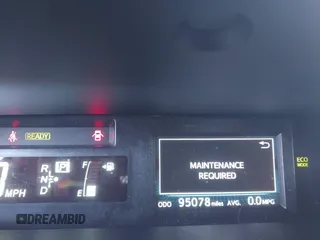 READY
ECO
MODE
MAINTENANCE
REQUIRED
R
N
D
P
F
E
MPH
ODO 95078 miles AVG. 0.0 MPG
DREAMBID